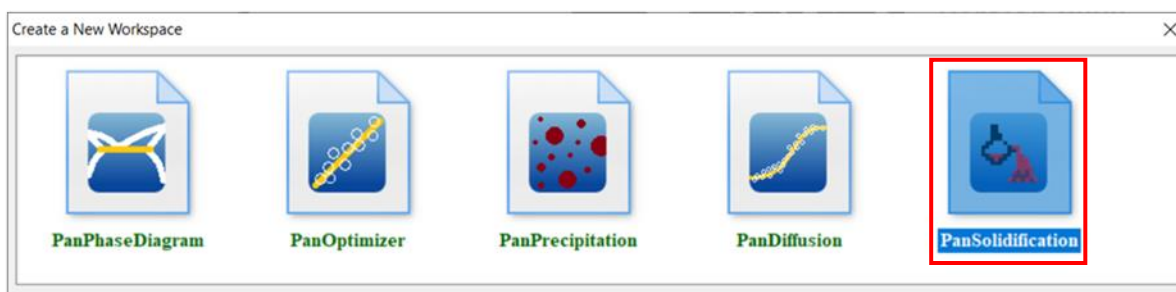 Create a New Workspace
PanPhaseDiagram PanOptimizer PanPrecipitation PanDiffusion PanSolidification